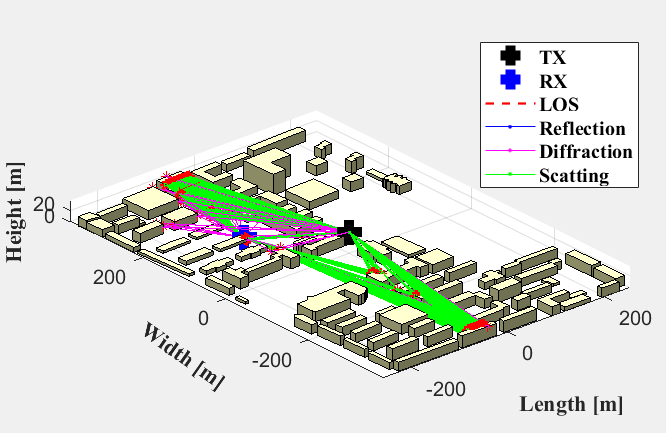 TX
RX
LOS
Reflection
Diffraction
Scatting
Height [m]
20
0
200
0
-200
Width [m]
-200
0
200
Length [m]